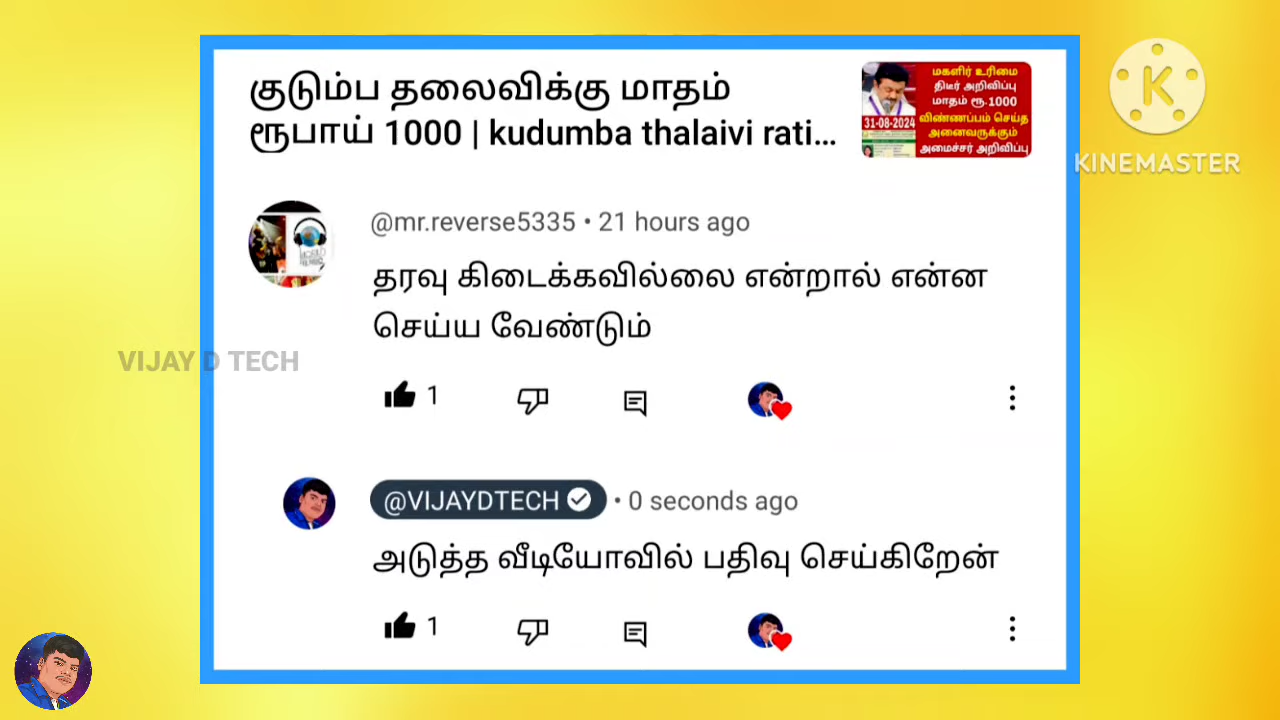 குடும்ப தலைவிக்கு மாதம்
ரூபாய் 1000 | kudumba thalaivi rati...
மகளிர் உரிமை
திடீர் அறிவிப்பு
மாதம் ரூ.1000
31-08-2024
விண்ணப்பம் செய்த
அனைவருக்கும்
அமைச்சர் அறிவிப்பு
K
KINEMASTER
@mr.reverse5335 • 21 hours ago
தரவு கிடைக்கவில்லை என்றால் என்ன
செய்ய வேண்டும்
VIJAY D TECH
1
@VIJAYDTECH • 0 seconds ago
அடுத்த வீடியோவில் பதிவு செய்கிறேன்
1